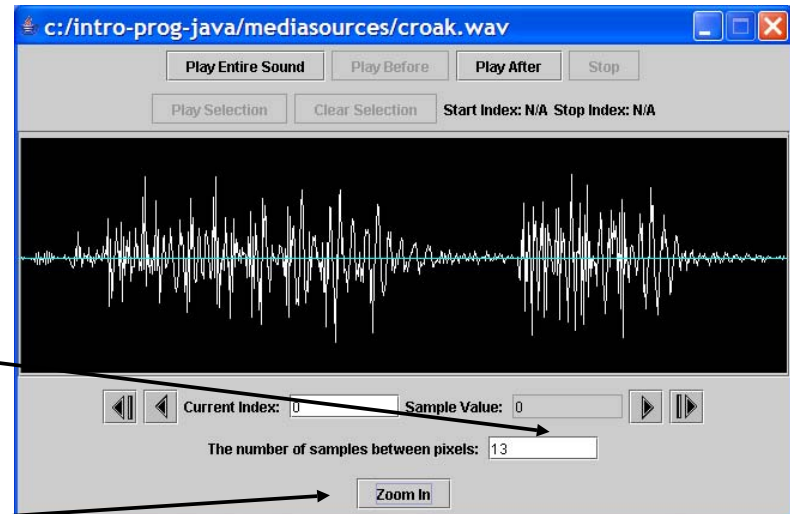 c:/intro-prog-java/mediasources/croak.wav
Play Entire Sound Play Before Play After Stop
Play Selection Clear Selection Start Index: N/A Stop Index: N/A
Current Index: 0 Sample Value: 0
The number of samples between pixels: 13
Zoom In